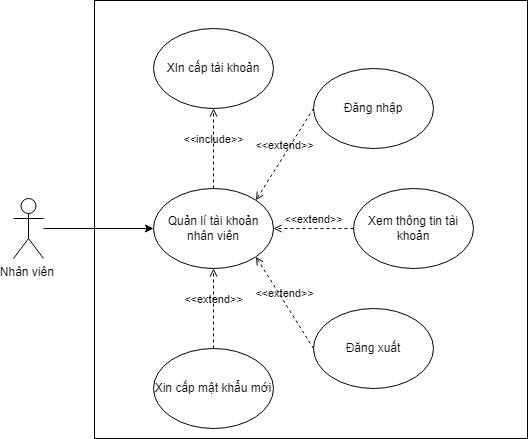 XIn cấp tài khoản
Đăng nhập
<<include>>
<<extend>>
Quản lí tài khoản
nhân viên
<<extend>>
Xem thông tin tài
khoản
Nhân viên
<<extend>>
<<extend>>
Đăng xuất
Xin cấp mật khẩu mới